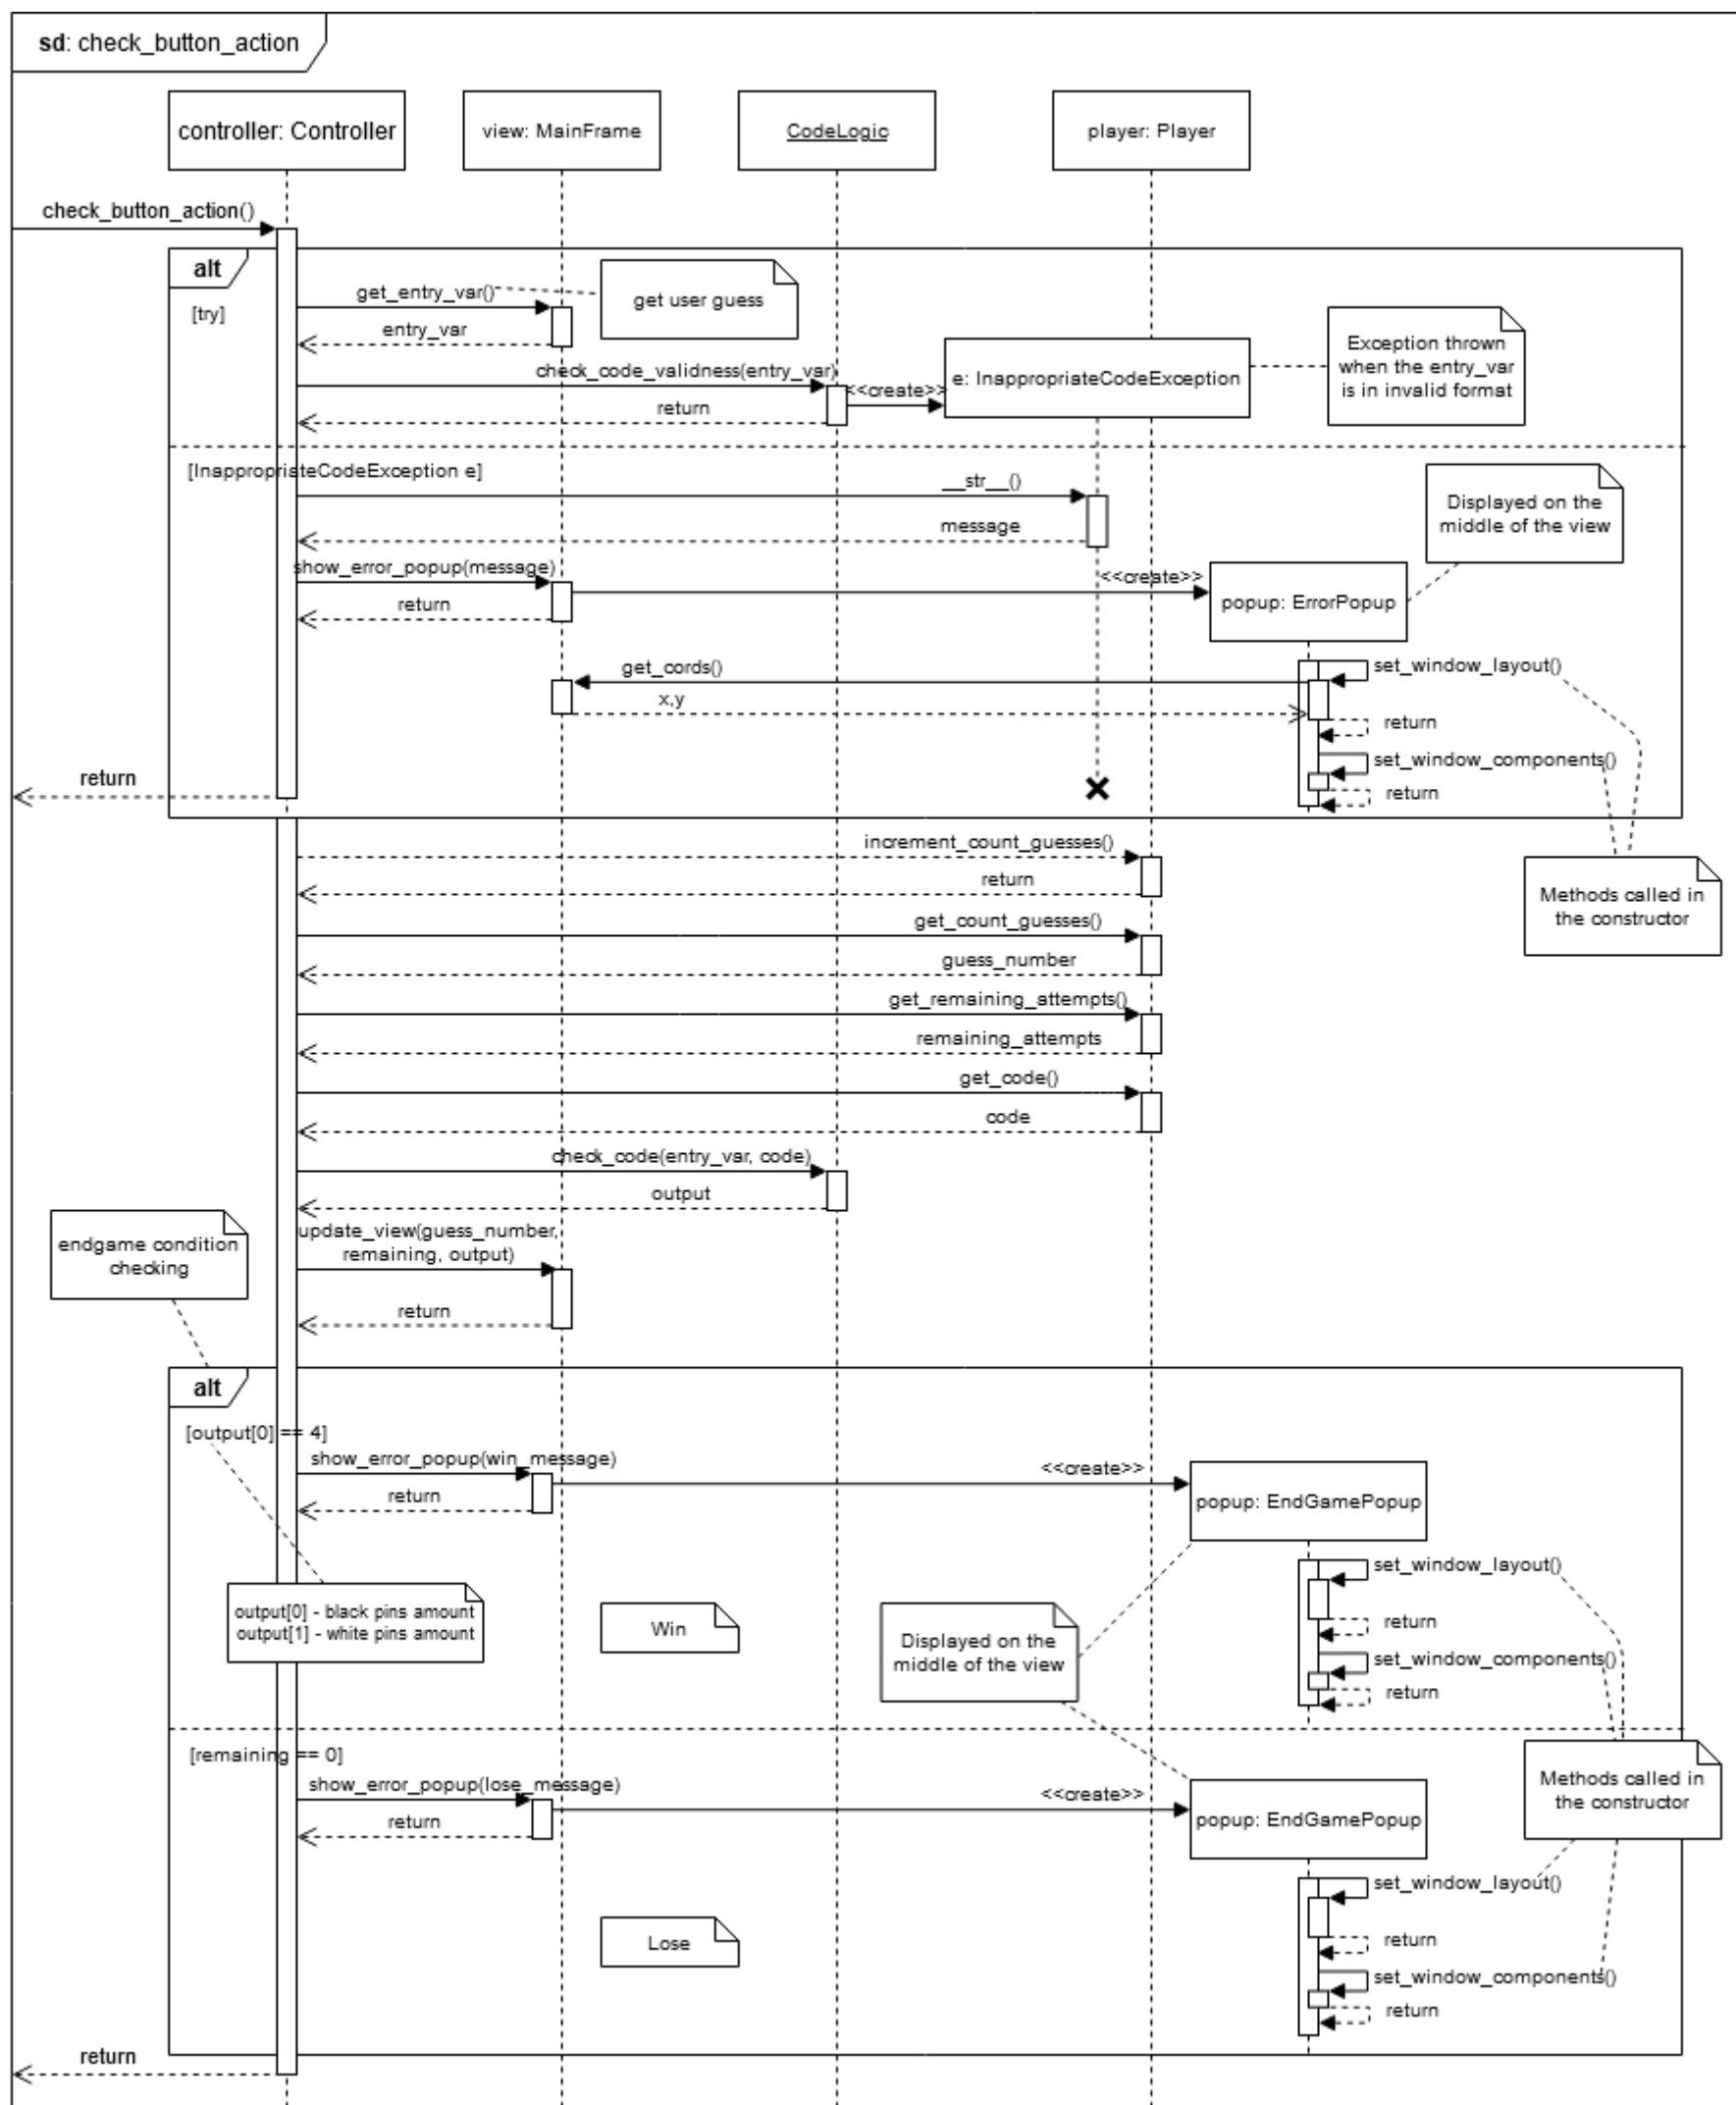 sd: check_button_action
controller: Controller
view: MainFrame
CodeLogic
player: Player
check_button_action()
alt
[try]
get_entry_var()
get user guess
entry_var
Exception thrown
when the entry_var
is in invalid format
check_code_validness(entry_var)
<<create>>
e: InappropriateCodeException
return
[InappropriateCodeException e]
__str__()
message
Displayed on the
middle of the view
show_error_popup(message)
<<create>>
popup: ErrorPopup
return
get_cords()
set_window_layout()
x,y
return
set_window_components()
return
return
increment_count_guesses()
return
Methods called in
the constructor
get_count_guesses()
guess_number
get_remaining_attempts()
remaining_attempts
get_code()
code
check_code(entry_var, code)
output
endgame condition
checking
update_view(guess_number,
remaining, output)
return
alt
[output[0] == 4]
show_error_popup(win_message)
<<create>>
popup: EndGamePopup
return
set_window_layout()
output[0] - black pins amount
output[1] - white pins amount
Win
Displayed on the
middle of the view
return
set_window_components()
return
[remaining == 0]
show_error_popup(lose_message)
<<create>>
popup: EndGamePopup
return
Methods called in
the constructor
set_window_layout()
Lose
return
set_window_components()
return
return